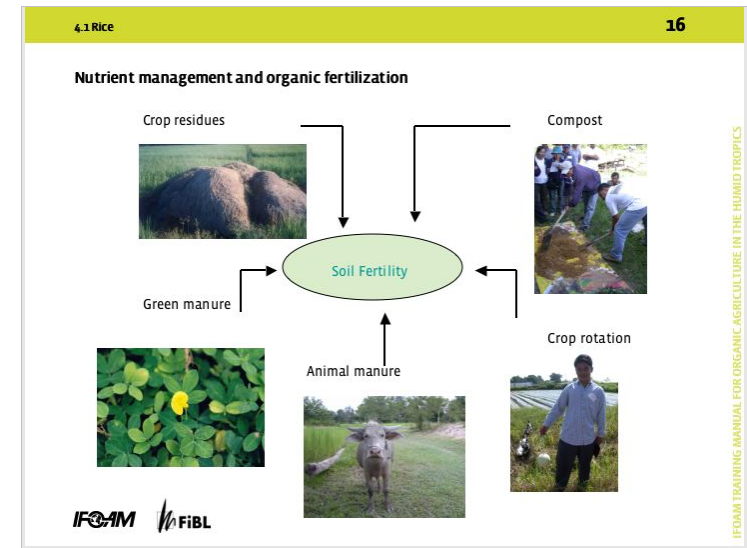 4.1 Rice
16
Nutrient management and organic fertilization
Crop residues
Compost
Soil Fertility
Green manure
Crop rotation
Animal manure
IFOAM
FiBL
IFOAM TRAINING MANUAL FOR ORGANIC AGRICULTURE IN THE HUMID TROPICS